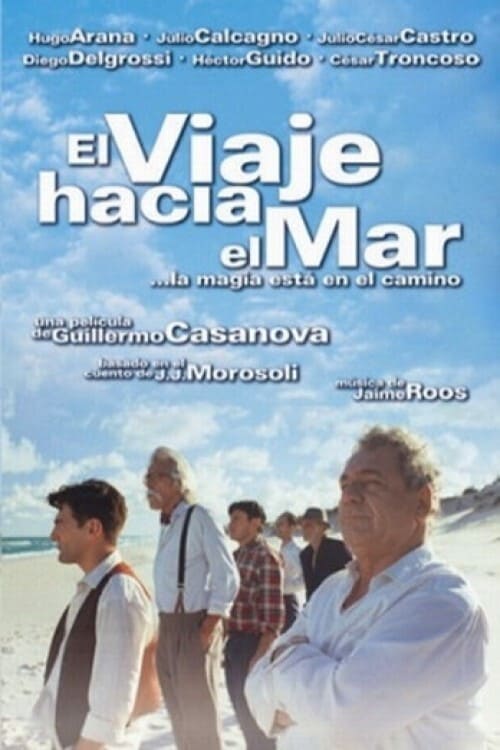 HugoArana · JulioCalcagno · JulioCésarCastro
DiegoDelgrossi · HéctorGuido · CésarTroncoso
El Viaje
hacia
el Mar
...la magia está en el camino
una película
de GuillermoCasanova
basado en el
cuento de J.J.Morosoli
música de
JaimeRoos